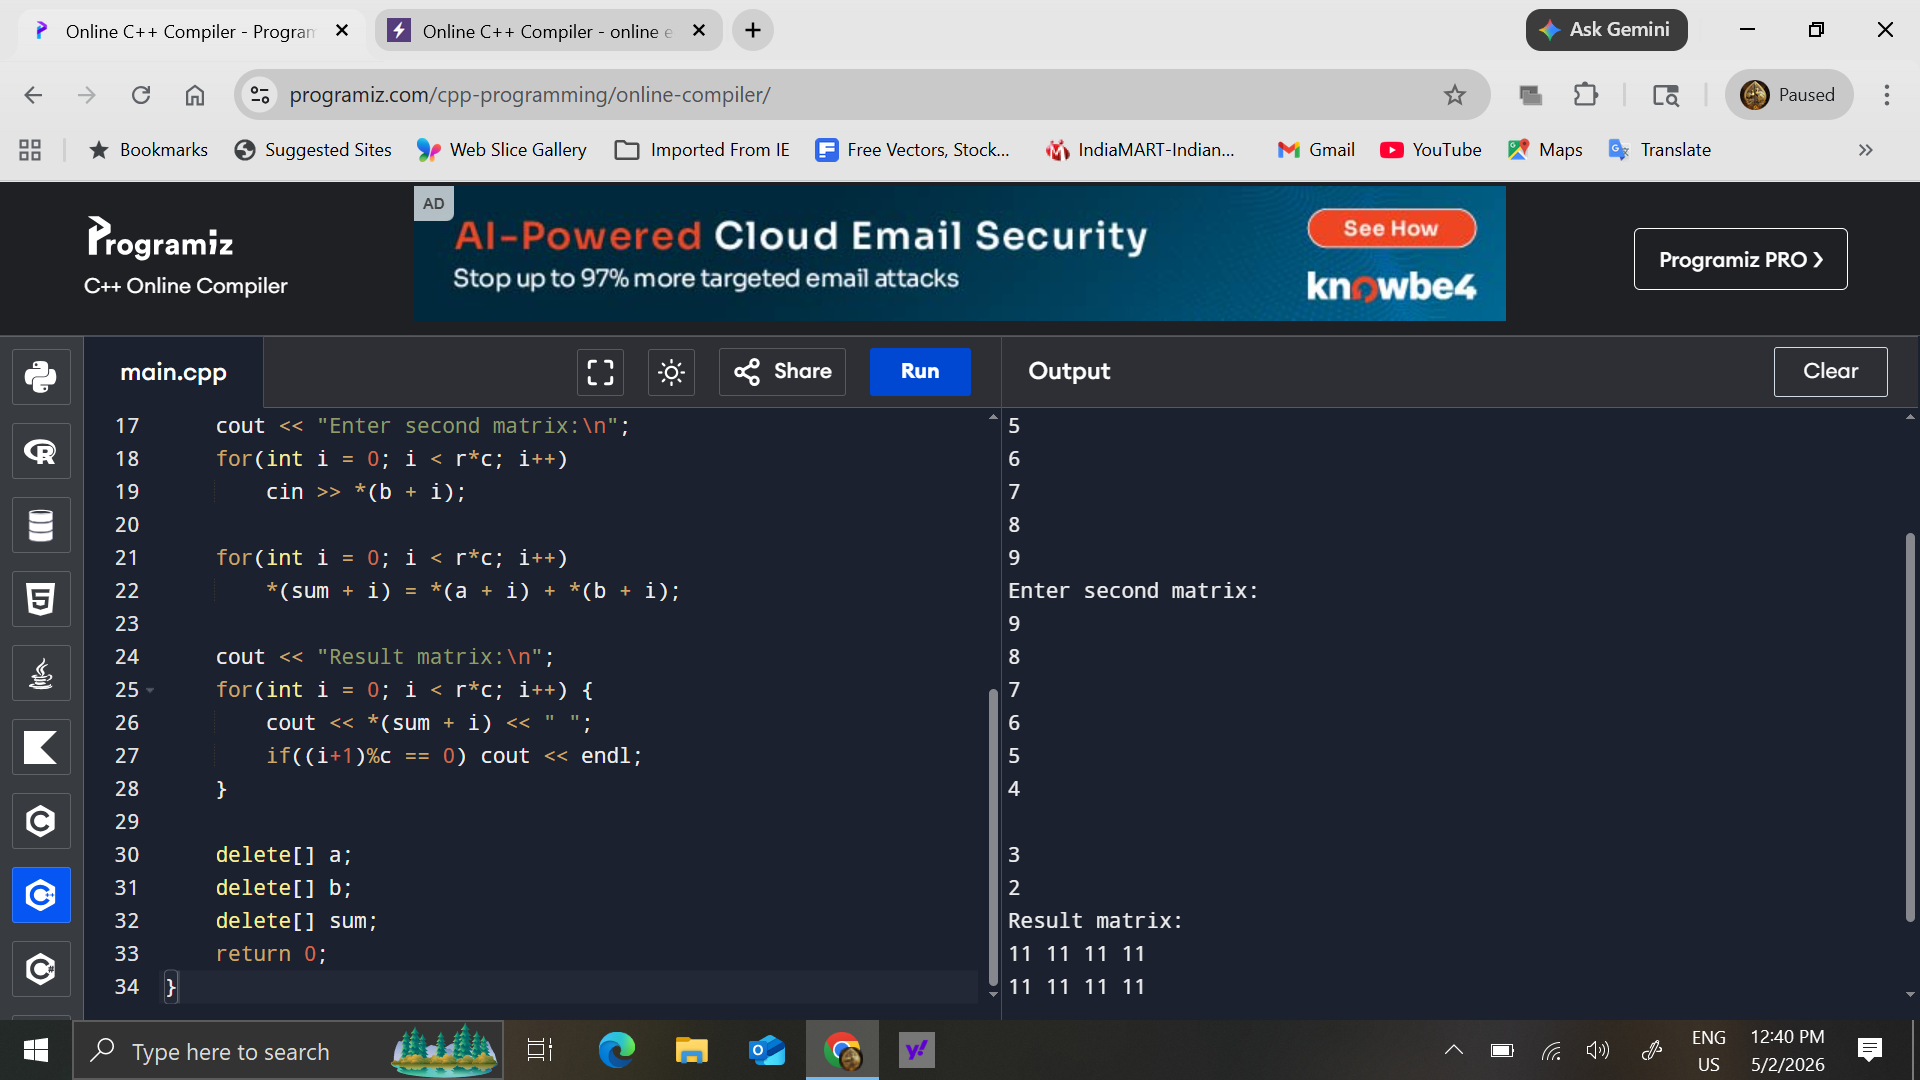 Online C++ Compiler - Program
Online C++ Compiler - online e
Ask Gemini
programiz.com/cpp-programming/online-compiler/
Paused
Bookmarks
Suggested Sites
Web Slice Gallery
Imported From IE
Free Vectors, Stock...
IndiaMART-Indian...
Gmail
YouTube
Maps
Translate
Programiz
C++ Online Compiler
AD
AI-Powered Cloud Email Security
Stop up to 97% more targeted email attacks
See How
knowbe4
Programiz PRO
main.cpp
Share
Run
17 cout << "Enter second matrix:\n";
18 for(int i = 0; i < r*c; i++)
19 cin >> *(b + i);
20
21 for(int i = 0; i < r*c; i++)
22 *(sum + i) = *(a + i) + *(b + i);
23
24 cout << "Result matrix:\n";
25 for(int i = 0; i < r*c; i++) {
26 cout << *(sum + i) << " ";
27 if((i+1)%c == 0) cout << endl;
28 }
29
30 delete[] a;
31 delete[] b;
32 delete[] sum;
33 return 0;
34 }
Output
Clear
5
6
7
8
9
Enter second matrix:
9
8
7
6
5
4
3
2
Result matrix:
11 11 11 11
11 11 11 11
Type here to search
ENG
US
12:40 PM
5/2/2026